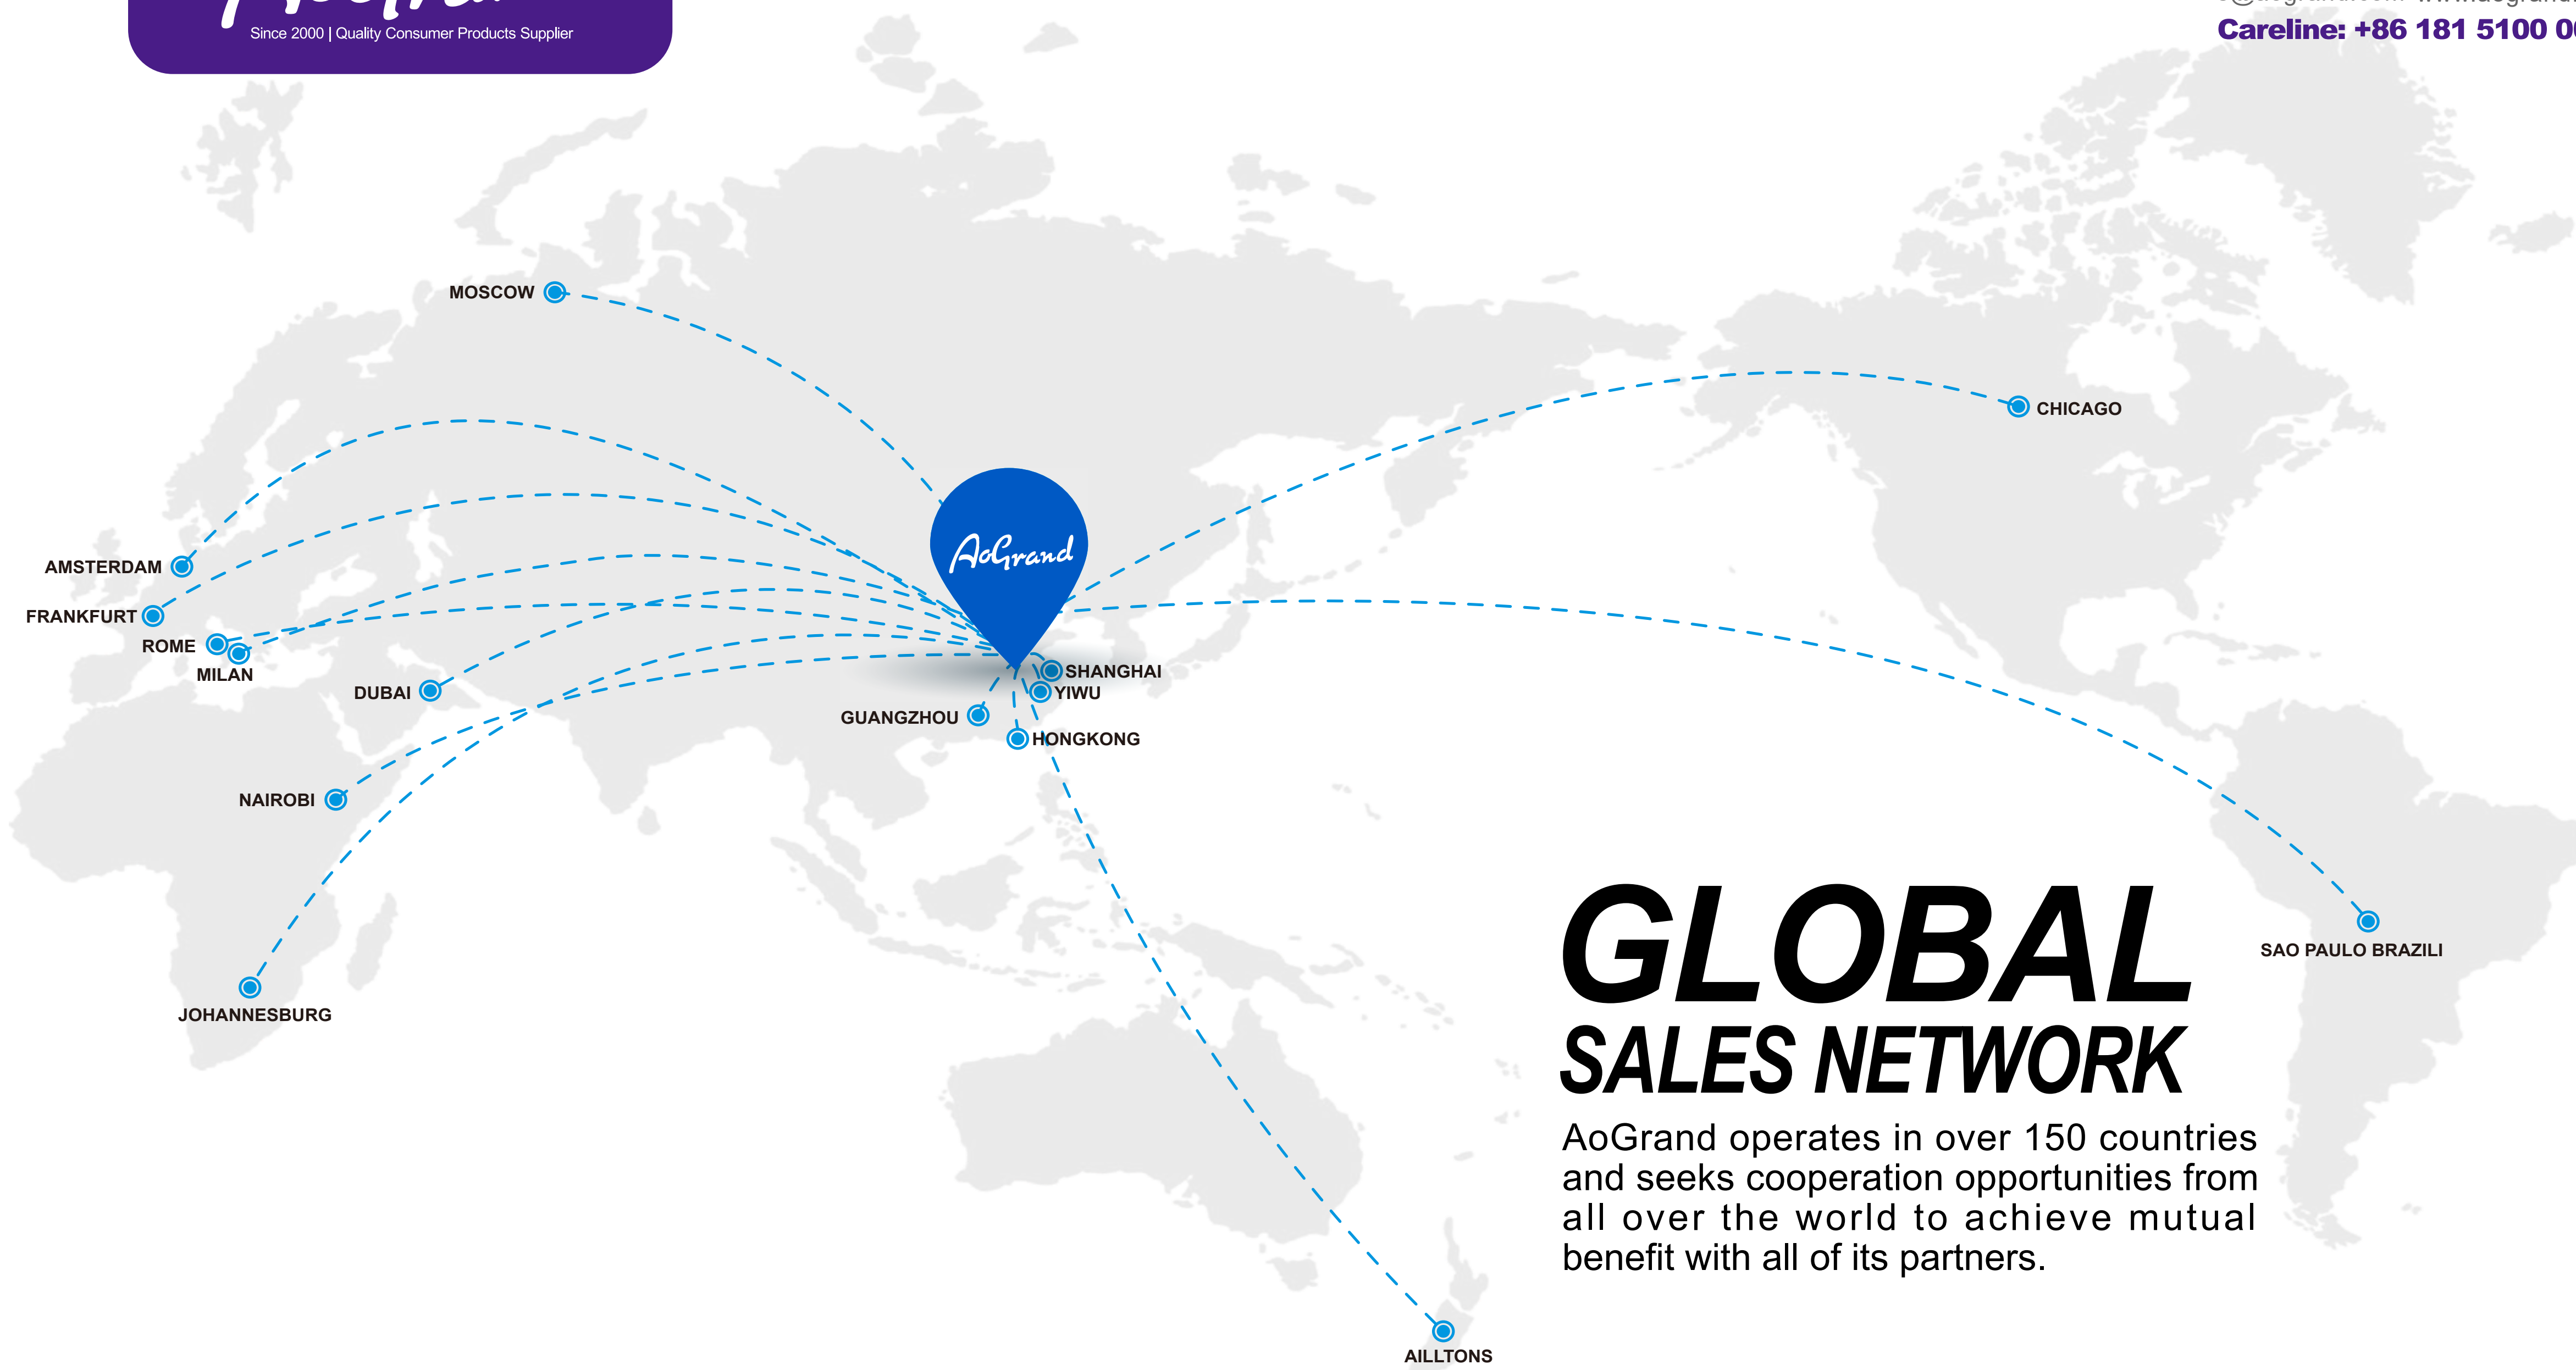 Since 2000 | Quality Consumer Products Supplier
Careline: +86 181 5100
MOSCOW
CHICAGO
AoGrand
AMSTERDAM
FRANKFURT
ROME
MILAN
DUBAI
SHANGHAI
YIWU
GUANGZHOU
HONGKONG
NAIROBI
JOHANNESBURG
SAO PAULO BRAZILI
GLOBAL
SALES NETWORK
AoGrand operates in over 150 countries
and seeks cooperation opportunities from
all over the world to achieve mutual
benefit with all of its partners.
AILLTONS